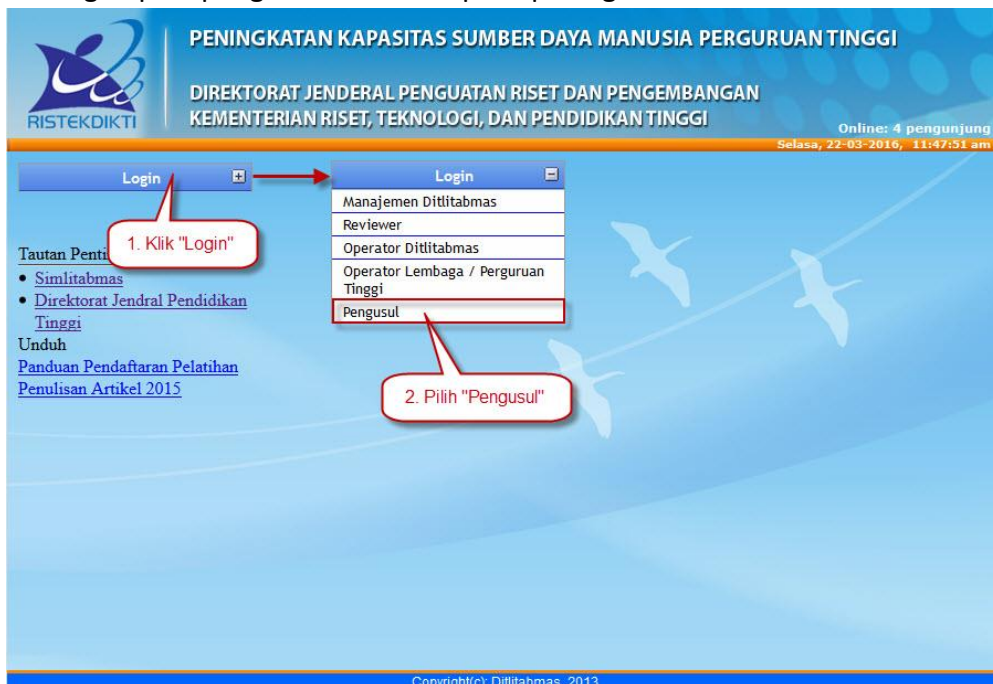 PENINGKATAN KAPASITAS SUMBER DAYA MANUSIA PERGURUAN TINGGI
DIREKTORAT JENDERAL PENGUATAN RISET DAN PENGEMBANGAN
KEMENTERIAN RISET, TEKNOLOGI, DAN PENDIDIKAN TINGGI
RISTEKDIKTI
Online: 4 pengunjung
Selasa, 22-03-2016, 11:47:51 am
Login
1. Klik "Login"
Tautan Penti
Simlitabmas
Direktorat Jendral Pendidikan
Tinggi
Unduh
Panduan Pendaftaran Pelatihan
Penulisan Artikel 2015
Login
Manajemen Ditlitabmas
Reviewer
Operator Ditlitabmas
Operator Lembaga / Perguruan
Tinggi
Pengusul
2. Pilih "Pengusul"
Copyright(c): Ditlitabmas, 2013